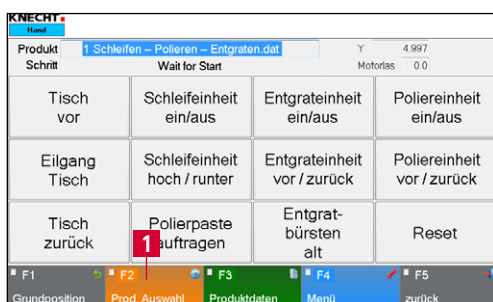 KNECHT.
Hand
Produkt 1 Schleifen – Polieren – Entgraten.dat Y 4.997
Schritt Wait for Start Motorlas 0.0
Tisch vor
Schleifeinheit ein/aus
Entgrateinheit ein/aus
Poliereinheit ein/aus
Eilgang Tisch
Schleifeinheit hoch / runter
Entgrateinheit vor / zurück
Poliereinheit vor / zurück
Tisch zurück
Polierpaste auftragen
Entgrat-
bürsten
alt
Reset
1
F1 F2 F3 F4 F5
Grundposition Prod. Auswahl Produktdaten Menü zurück